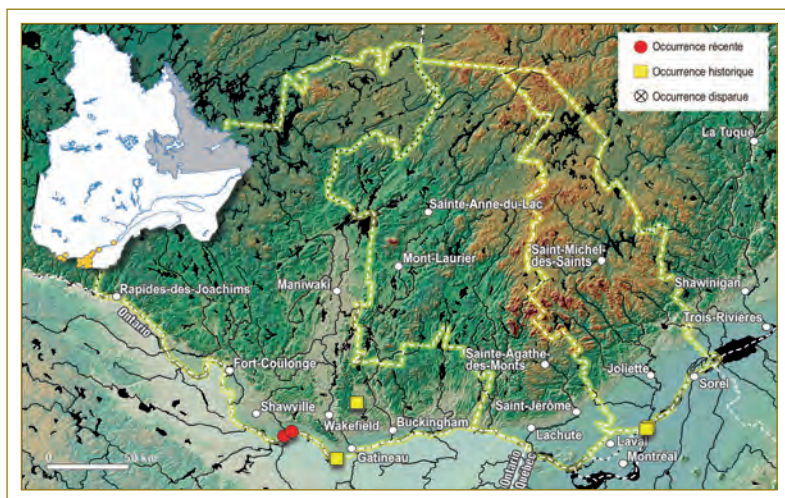 Occurrence récente
Occurrence historique
Occurrence disparue
La Tuque
Sainte-Anne-du-Lac
Saint-Michel
des-Saints
Mont-Laurier
Maniwaki
Rapides-des-Joachims
Shawinigan
Trois-Rivières
Ontario
Fort-Coulonge
Sainte-Agathe
des-Monts
Joliette
Sorel
Shawville
Saint-Jérôme
Wakefield
Buckingham
Lachute
Laval
Gatineau
Montréal
Ontario
Québec
0 50 km